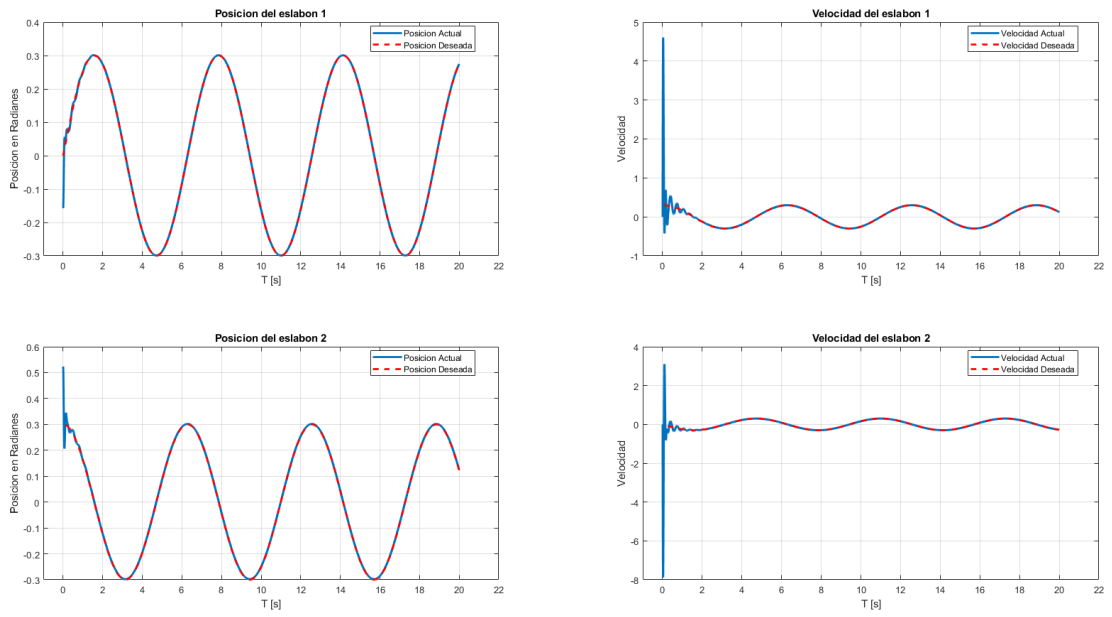 Posicion del eslabon 1
Posicion Actual
Posicion Deseada
0.4
0.3
0.2
0.1
0
-0.1
-0.2
-0.3
Posicion en Radianes
0 2 4 6 8 10 12 14 16 18 20 22
T [s]
Velocidad del eslabon 1
Velocidad Actual
Velocidad Deseada
5
4
3
2
1
0
-1
Velocidad
0 2 4 6 8 10 12 14 16 18 20 22
T [s]
Posicion del eslabon 2
Posicion Actual
Posicion Deseada
0.6
0.5
0.4
0.3
0.2
0.1
0
-0.1
-0.2
-0.3
Posicion en Radianes
0 2 4 6 8 10 12 14 16 18 20 22
T [s]
Velocidad del eslabon 2
Velocidad Actual
Velocidad Deseada
4
2
0
-2
-4
-6
-8
Velocidad
0 2 4 6 8 10 12 14 16 18 20 22
T [s]